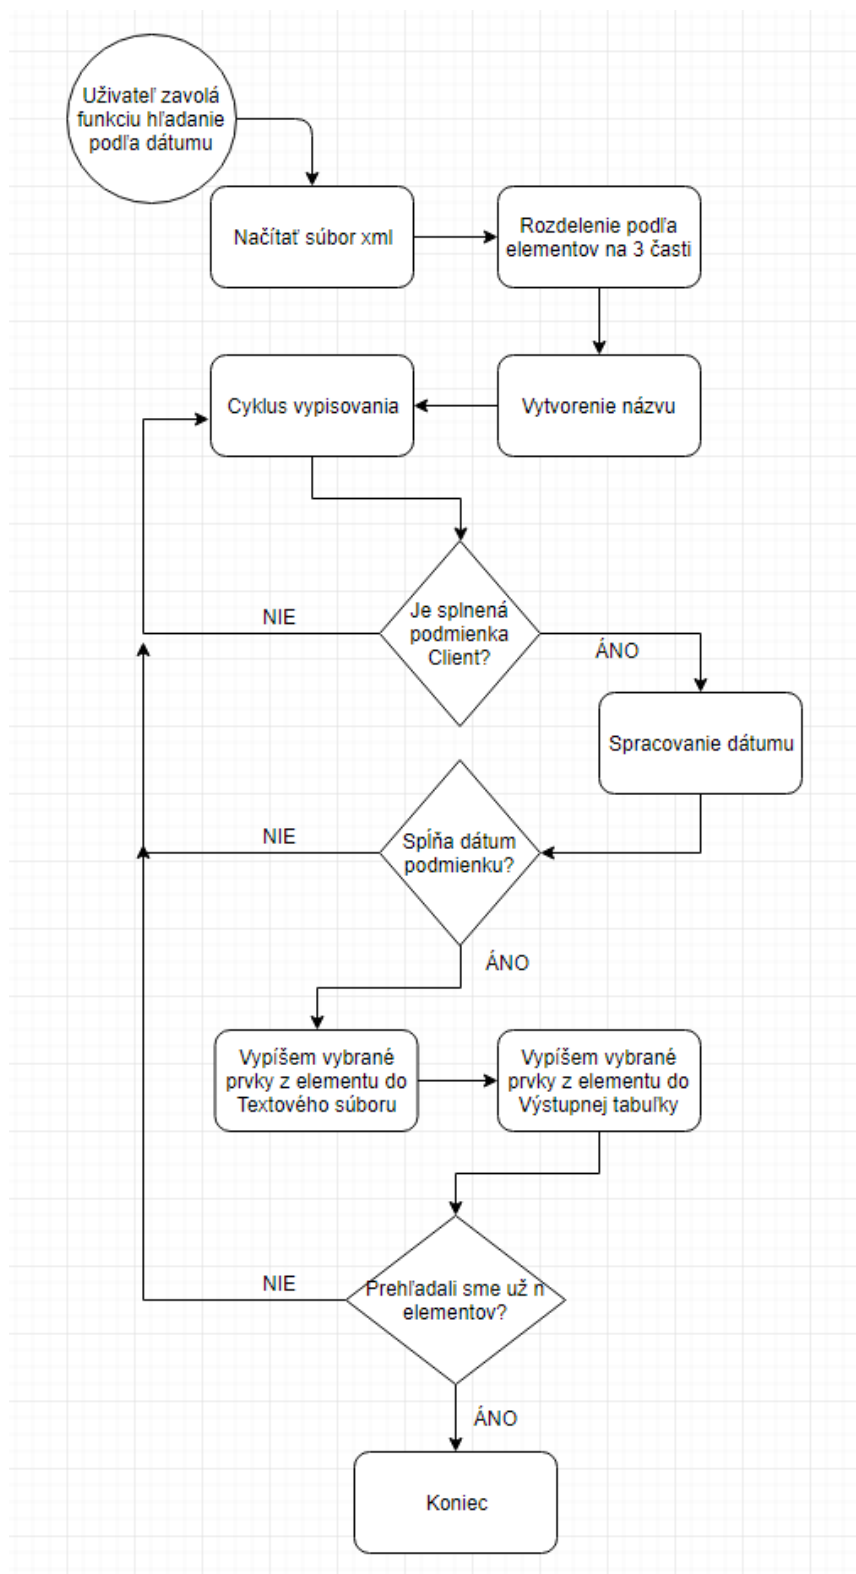 Uživateľ zavolá
funkciu hľadanie
podľa dátumu
Načítať súbor xml
Rozdelenie podľa
elementov na 3 časti
Cyklus vypisovania
Vytvorenie názvu
Je splnená
podmienka
Client?
NIE
ÁNO
Spracovanie dátumu
Spĺňa dátum
podmienku?
NIE
ÁNO
Vypíšem vybrané
prvky z elementu do
Textového súboru
Vypíšem vybrané
prvky z elementu do
Výstupnej tabuľky
Prehľadali sme už n
elementov?
NIE
ÁNO
Koniec